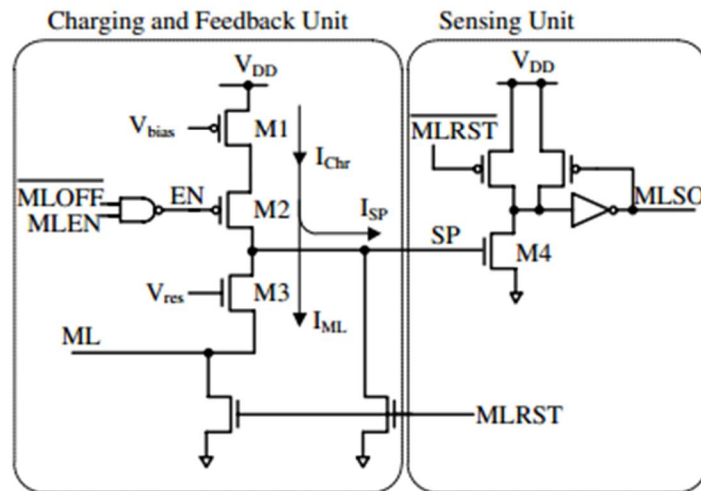 Charging and Feedback Unit
Sensing Unit
VDD
VDD
Vbias
M1
MLRST
IChr
MLOFF
MLEN
EN
M2
ISP
SP
MLSO
M4
Vres
M3
IML
ML
MLRST